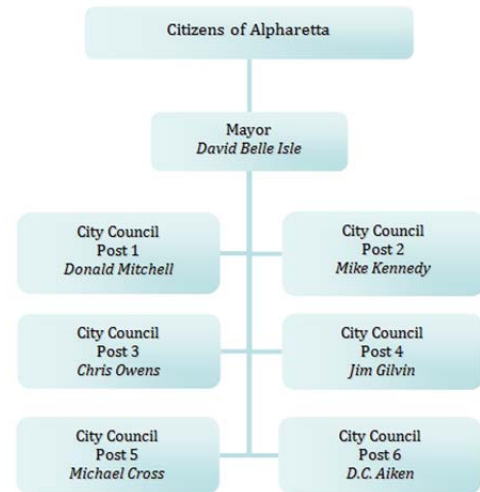 Citizens of Alpharetta
Mayor
David Belle Isle
City Council
Post 1
Donald Mitchell
City Council
Post 2
Mike Kennedy
City Council
Post 3
Chris Owens
City Council
Post 4
Jim Gilvin
City Council
Post 5
Michael Cross
City Council
Post 6
D.C. Aiken